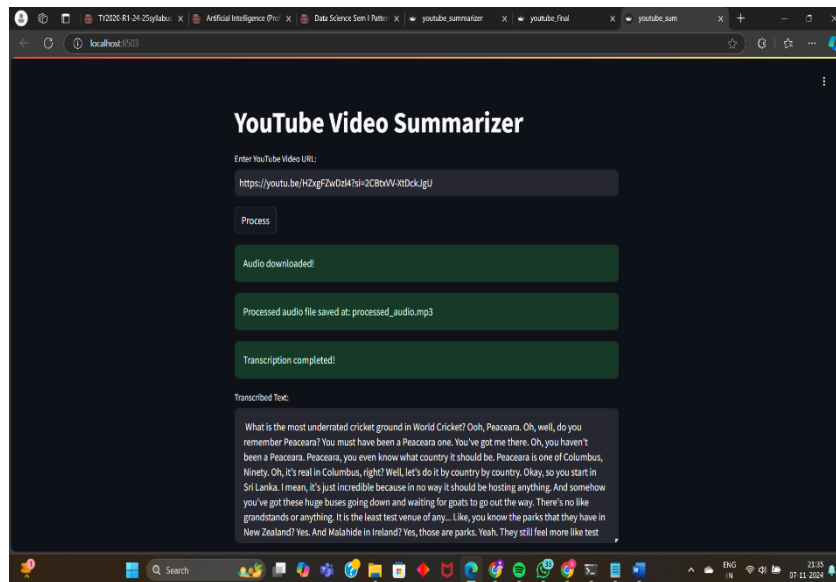 TY2020-R1-24-25syllabus
Artificial Intelligence (Prof
Data Science Sem I Patter
youtube_summarizer
youtube_final
youtube_sum
localhost:8503
YouTube Video Summarizer
Enter YouTube Video URL:
https://youtu.be/HZxgFZwDzI4?si=2CBtxVV-XtDckJgU
Process
Audio downloaded!
Processed audio file saved at: processed_audio.mp3
Transcription completed!
Transcribed Text:
What is the most underrated cricket ground in World Cricket? Ooh, Peaceara. Oh, well, do you
remember Peaceara? You must have been a Peaceara one. You've got me there. Oh, you haven't
been a Peaceara. Peaceara, you even know what country it should be. Peaceara is one of Columbus,
Ninety. Oh, it's real in Columbus, right? Well, let's do it by country by country. Okay, so you start in
Sri Lanka. I mean, it's just incredible because in no way it should be hosting anything. And somehow
you've got these huge buses going down and waiting for goats to go out the way. There's no like
grandstands or anything. It is the least test venue of any... Like, you know the parks that they have in
New Zealand? Yes. And Malahide in Ireland? Yes, those are parks. Yeah. They still feel more like test
Search
ENG
IN
21:35
07-11-2024